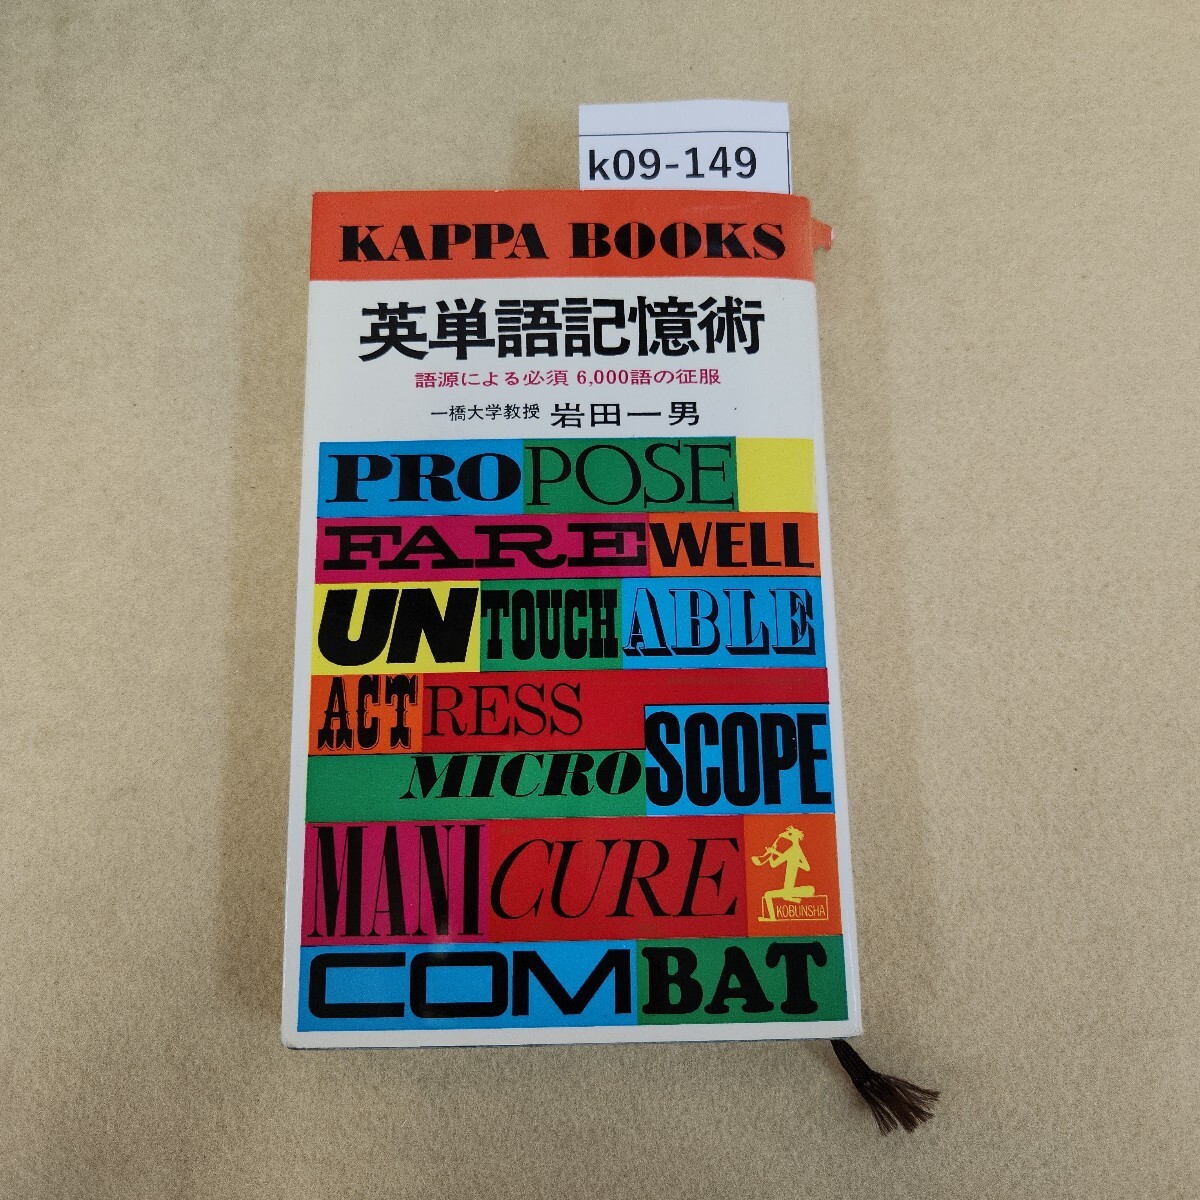 k09-149
KAPPA BOOKS
英単語記憶術
語源による必須 6,000語の征服
一橋大学教授 岩田一男
PROPOSE
FAREWELL
UNTOUCHABLE
ACTRESS
MICROSCOPE
MANICURE
KOBUNSHA
COMBAT